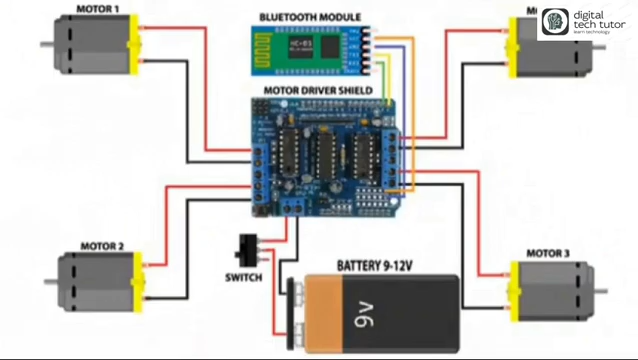 MOTOR 1
BLUETOOTH MODULE
digital
tech tutor
learn technology
HC-05
MOTOR DRIVER SHIELD
MOTOR 2
SWITCH
BATTERY 9-12V
MOTOR 3
9v